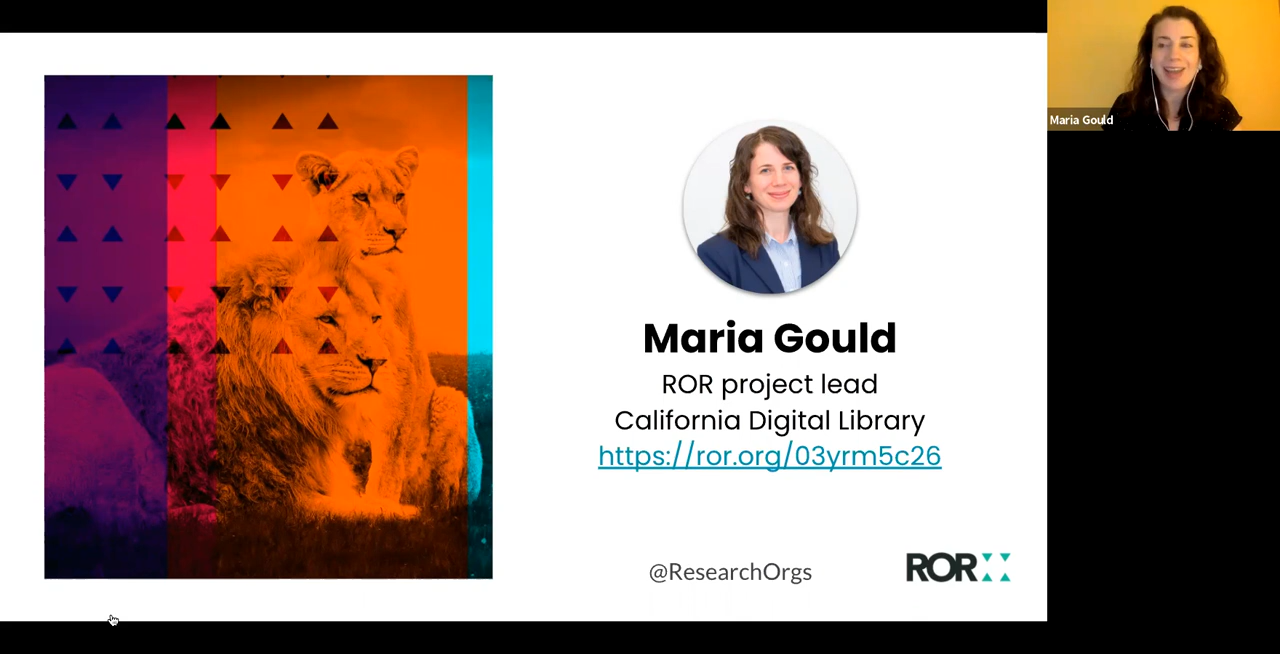 Maria Gould
Maria Gould
ROR project lead
California Digital Library
https://ror.org/03yrm5c26
@ResearchOrgs
ROR